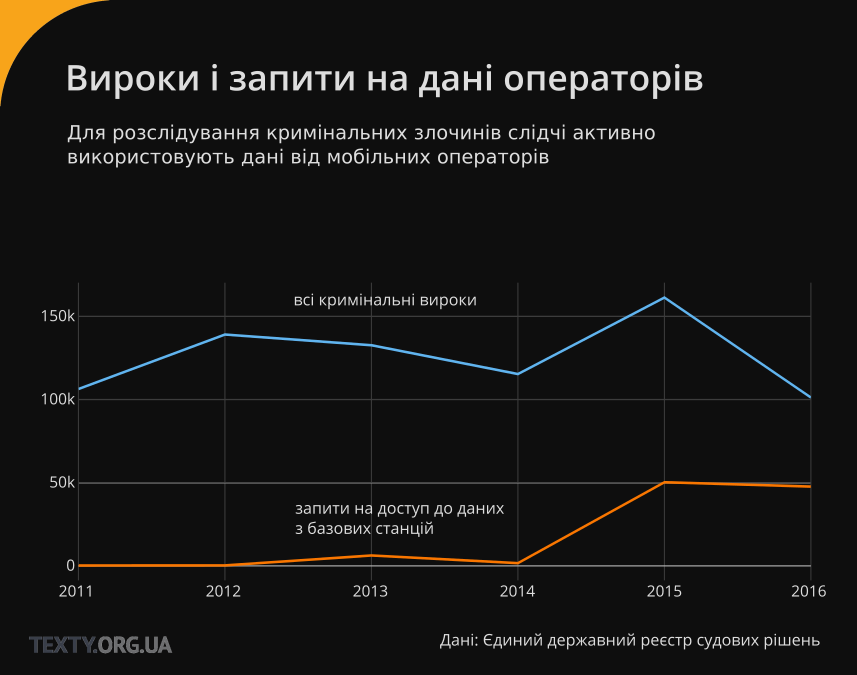 Вироки і запити на дані операторів
Для розслідування кримінальних злочинів слідчі активно
використовують дані від мобільних операторів
всі кримінальні вироки
150k
100k
50k
запити на доступ до даних
з базових станцій
0
2011 2012 2013 2014 2015 2016
TEXTY.ORG.UA
Дані: Єдиний державний реєстр судових рішень